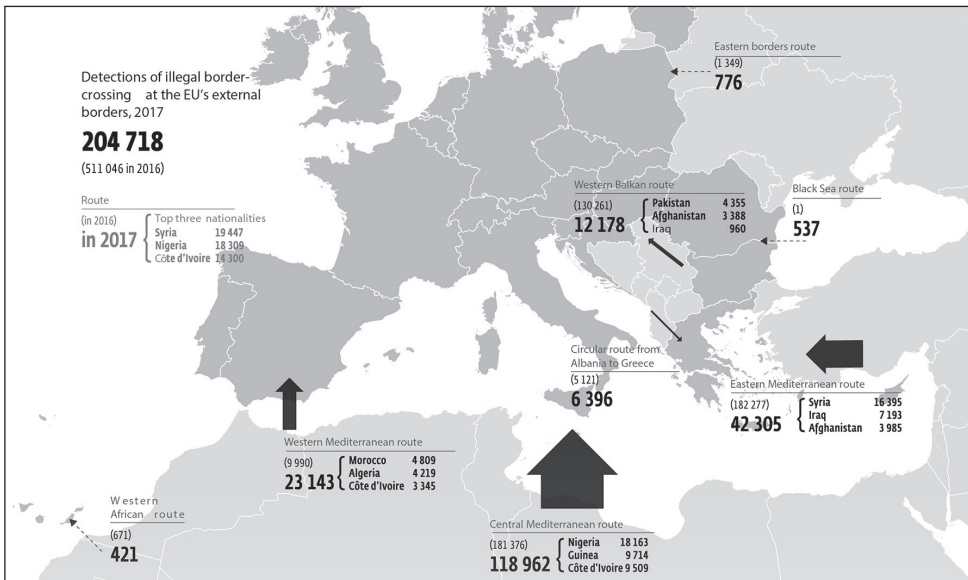 Detections of illegal border-
crossing at the EU's external
borders, 2017
204 718
(511 046 in 2016)
Route
(in 2016)
in 2017
Top three nationalities
Syria 19 447
Nigeria 18 309
Côte d'Ivoire 14 300
Eastern borders route
(1 349)
776
Western Balkan route
(130 261)
12 178
Pakistan 4 355
Afghanistan 3 388
Iraq 960
Black Sea route
(1)
537
Circular route from
Albania to Greece
(5 121)
6 396
Eastern Mediterranean route
(182 277)
42 305
Syria 16 395
Iraq 7 193
Afghanistan 3 985
Western Mediterranean route
(9 990)
23 143
Morocco 4 809
Algeria 4 219
Côte d'Ivoire 3 345
Western
African route
(671)
421
Central Mediterranean route
(181 376)
118 962
Nigeria 18 163
Guinea 9 714
Côte d'Ivoire 9 509